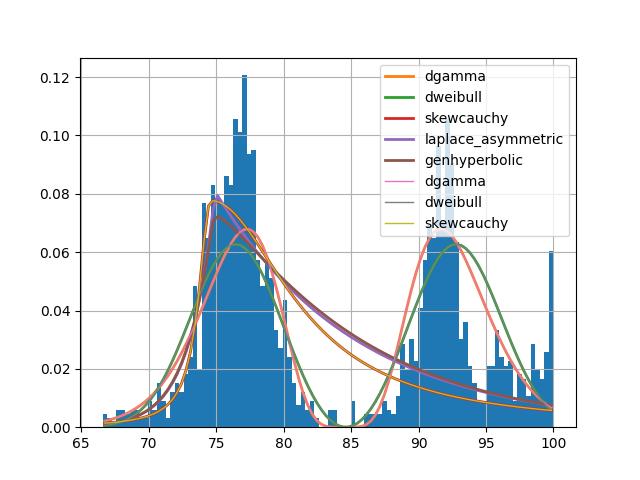 0.12
0.10
0.08
0.06
0.04
0.02
0.00
65 70 75 80 85 90 95 100
dgamma
dweibull
skewcauchy
laplace_asymmetric
genhyperbolic
dgamma
dweibull
skewcauchy